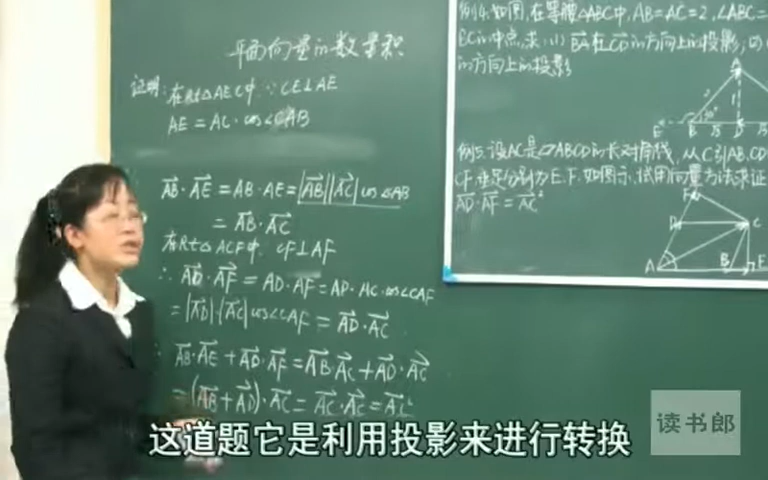 平面向量的数量积
证明: 在Rt△AEC中 ∵ CE⊥AE
AE = AC · cos∠CAB
AB · AE = AB · AE = |AB||AC| cos∠AB
= AB · AC
在Rt△ACF中. CF⊥AF
∴ AD · AF = AD · AF = AD · AC · cos∠CAF
= |AD| · |AC| cos∠CAF = AD · AC
AB · AE + AD · AF = AB · AC + AD · AC
= (AB + AD) · AC = AC · AC = AC²
例4. 如图, 在等腰△ABC中, AB=AC=2, ∠ABC=
BC的中点, 求: (1) BA在CD的方向上的投影;
的方向上的投影
A
2
E B D
例5. 设AC是▱ABCD的长对角线, 从C引AB, CD
CF, 垂足分别为E, F. 如图示, 试用向量方法求证
AD · AF = AC²
F
D C
A B E
这道题它是利用投影来进行转换
读书郎